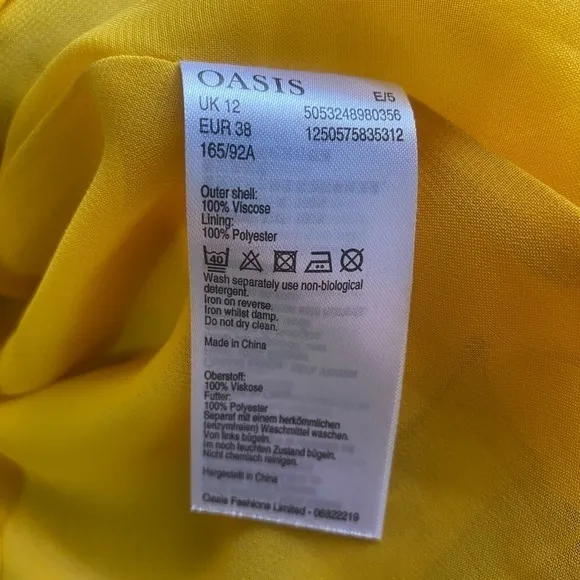 OASIS
E/5
UK 12 5053248980356
EUR 38 1250575835312
165/92A
Outer shell:
100% Viscose
Lining:
100% Polyester
40
Wash separately use non-biological
detergent.
Iron on reverse.
Iron whilst damp.
Do not dry clean.
Made in China
Oberstoff:
100% Viskose
Futter:
100% Polyester
Separat mit einem herkömmlichen
(enzymfreien) Waschmittel waschen.
Von links bügeln.
Im noch feuchten Zustand bügeln.
Nicht chemisch reinigen.
Hergestellt in China
Oasis Fashions Limited - 06822219